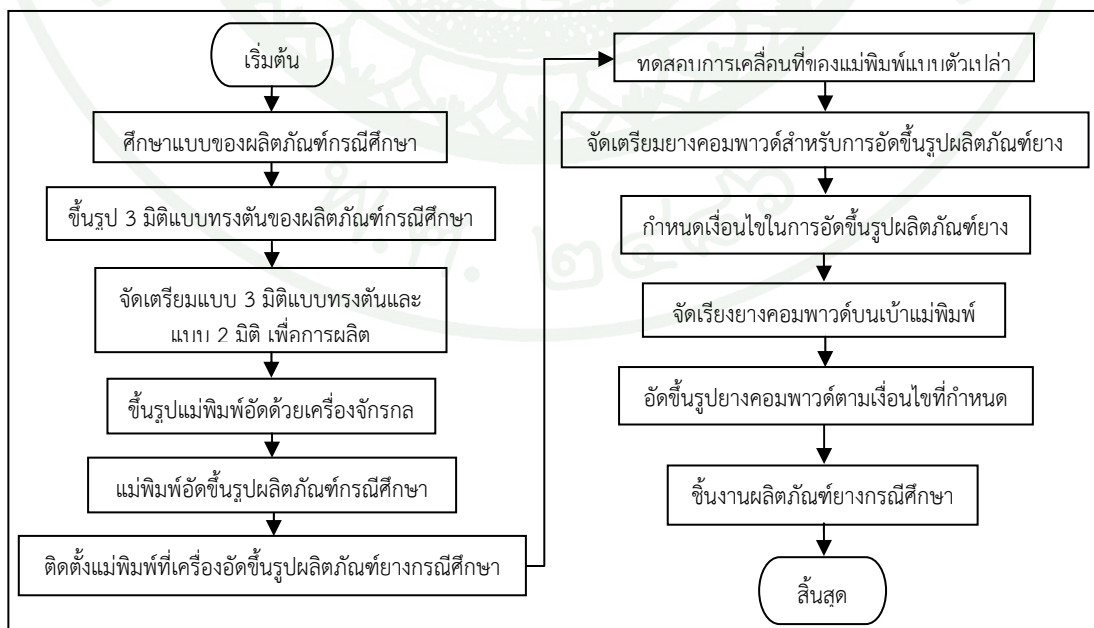 เริ่มต้น
ศึกษาแบบของผลิตภัณฑ์กรณีศึกษา
ขึ้นรูป 3 มิติแบบทรงตันของผลิตภัณฑ์กรณีศึกษา
จัดเตรียมแบบ 3 มิติแบบทรงตันและ
แบบ 2 มิติ เพื่อการผลิต
ขึ้นรูปแม่พิมพ์อัดด้วยเครื่องจักรกล
แม่พิมพ์อัดขึ้นรูปผลิตภัณฑ์กรณีศึกษา
ติดตั้งแม่พิมพ์ที่เครื่องอัดขึ้นรูปผลิตภัณฑ์ยางกรณีศึกษา
ทดสอบการเคลื่อนที่ของแม่พิมพ์แบบตัวเปล่า
จัดเตรียมยางคอมพาวด์สำหรับการอัดขึ้นรูปผลิตภัณฑ์ยาง
กำหนดเงื่อนไขในการอัดขึ้นรูปผลิตภัณฑ์ยาง
จัดเรียงยางคอมพาวด์บนเบ้าแม่พิมพ์
อัดขึ้นรูปยางคอมพาวด์ตามเงื่อนไขที่กำหนด
ชิ้นงานผลิตภัณฑ์ยางกรณีศึกษา
สิ้นสุด
พ.ศ. ๒๔๘๖